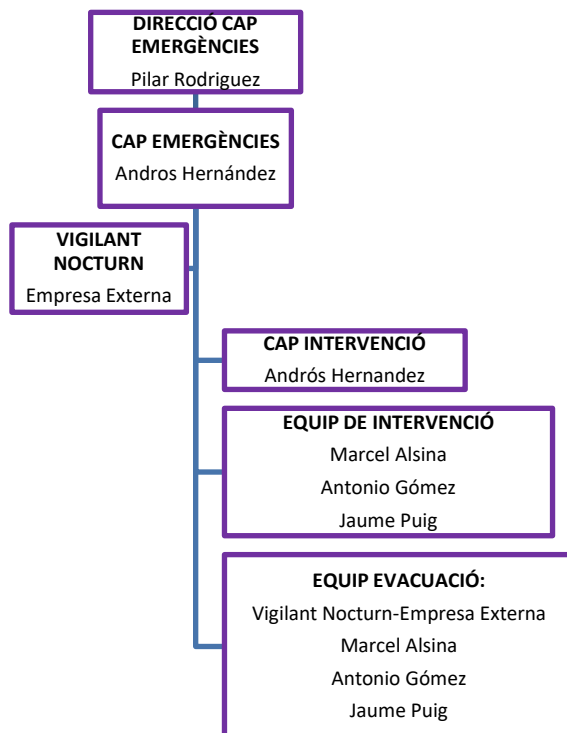 DIRECCIÓ CAP
EMERGÈNCIES
Pilar Rodriguez
CAP EMERGÈNCIES
Andros Hernández
VIGILANT
NOCTURN
Empresa Externa
CAP INTERVENCIÓ
Andrós Hernandez
EQUIP DE INTERVENCIÓ
Marcel Alsina
Antonio Gómez
Jaume Puig
EQUIP EVACUACIÓ:
Vigilant Nocturn-Empresa Externa
Marcel Alsina
Antonio Gómez
Jaume Puig